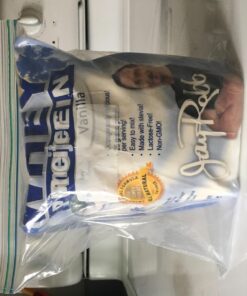 WHEY
PROTEIN
Vanilla
per serving!
• Easy to mix!
• Made with stevia!
• Lactose-Free!
• Non-GMO!
Jay Robb